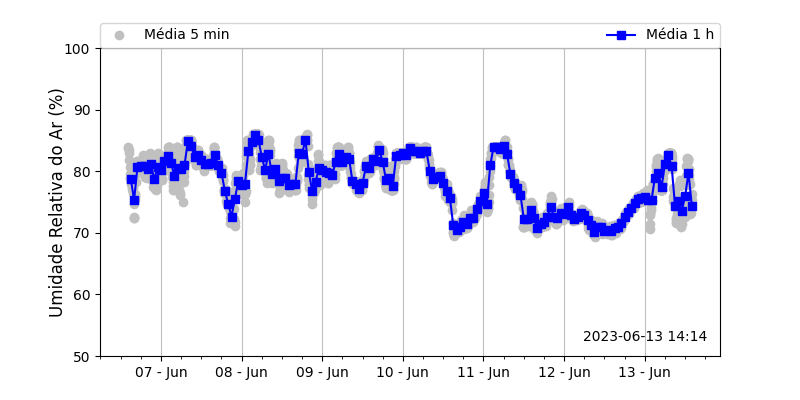 Média 5 min
Média 1 h
Umidade Relativa do Ar (%)
100
90
80
70
60
50
2023-06-13 14:14
07 - Jun
08 - Jun
09 - Jun
10 - Jun
11 - Jun
12 - Jun
13 - Jun